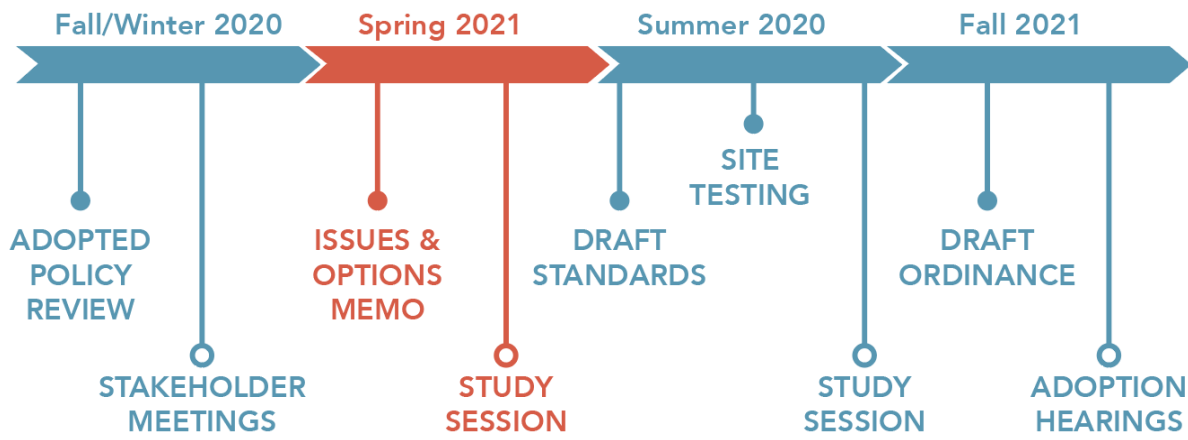 Fall/Winter 2020
Spring 2021
Summer 2020
Fall 2021
ADOPTED
POLICY
REVIEW
STAKEHOLDER
MEETINGS
ISSUES &
OPTIONS
MEMO
STUDY
SESSION
DRAFT
STANDARDS
SITE
TESTING
STUDY
SESSION
DRAFT
ORDINANCE
ADOPTION
HEARINGS